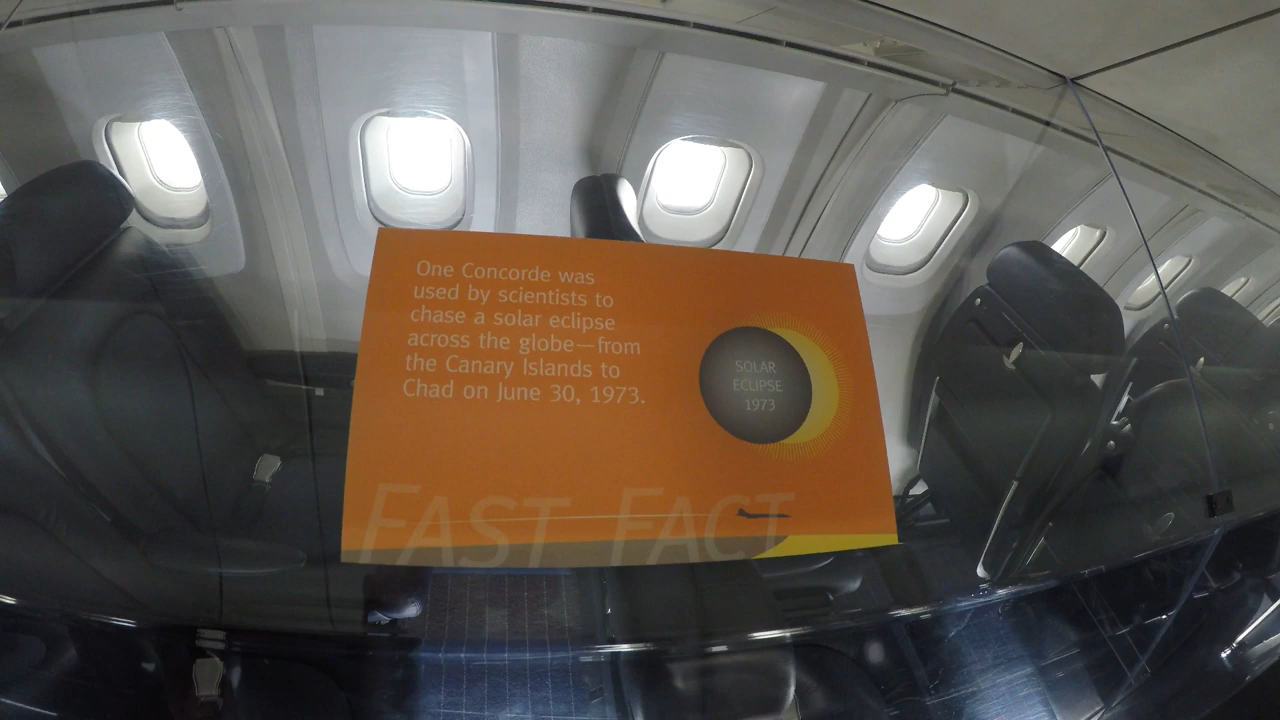 One Concorde was
used by scientists to
chase a solar eclipse
across the globe—from
the Canary Islands to
Chad on June 30, 1973.
SOLAR
ECLIPSE
1973
FAST FACT